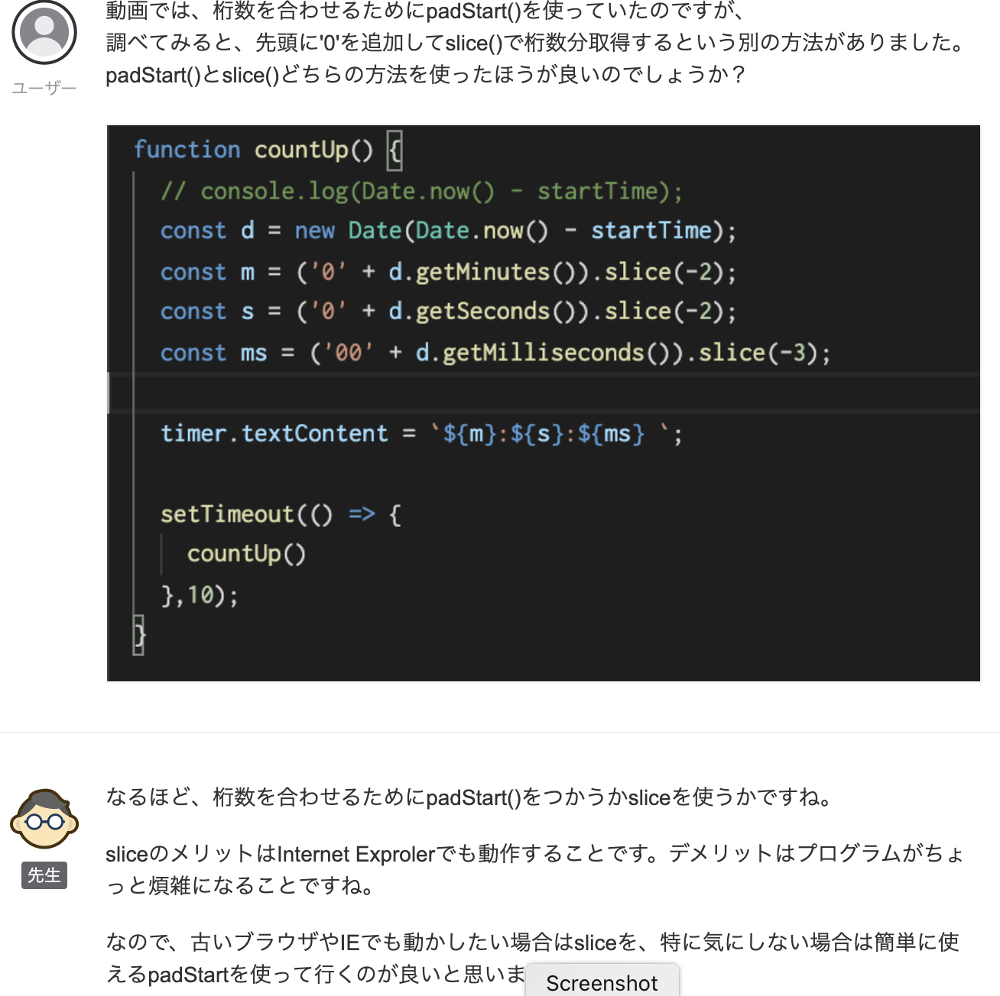 動画では、桁数を合わせるためにpadStart()を使っていたのですが、
調べてみると、先頭に'0'を追加してslice()で桁数分取得するという別の方法がありました。
padStart()とslice()どちらの方法を使ったほうが良いのでしょうか？
ユーザー
function countUp() {
// console.log(Date.now() - startTime);
const d = new Date(Date.now() - startTime);
const m = ('0' + d.getMinutes()).slice(-2);
const s = ('0' + d.getSeconds()).slice(-2);
const ms = ('00' + d.getMilliseconds()).slice(-3);
timer.textContent = `${m}:${s}:${ms} `;
setTimeout(() => {
countUp()
},10);
}
なるほど、桁数を合わせるためにpadStart()をつかうかsliceを使うかですね。
sliceのメリットはInternet Exprolerでも動作することです。デメリットはプログラムがちょ
っと煩雑になることですね。
先生
なので、古いブラウザやIEでも動かしたい場合はsliceを、特に気にしない場合は簡単に使
えるpadStartを使って行くのが良いと思いま
Screenshot